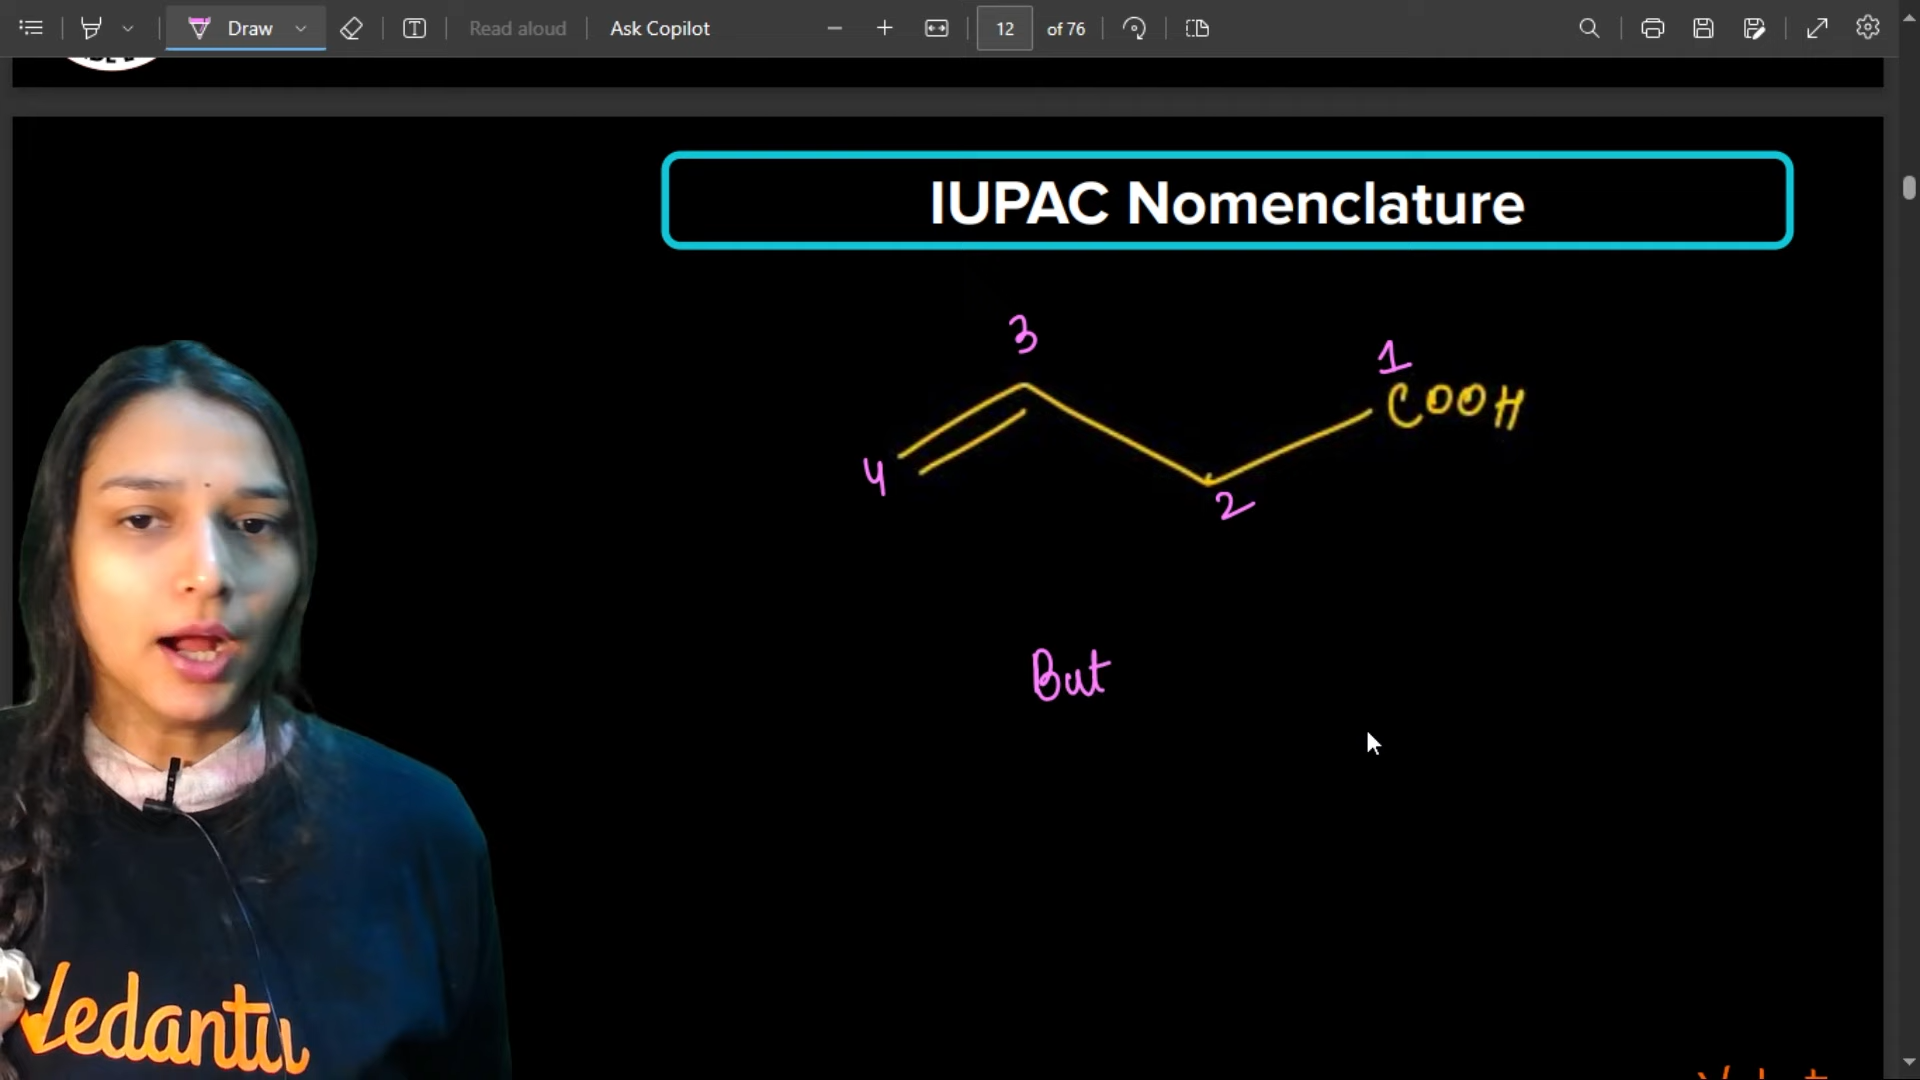 Draw
Read aloud
Ask Copilot
12
of 76
IUPAC Nomenclature
3
1
COOH
4
2
But
Vedantu